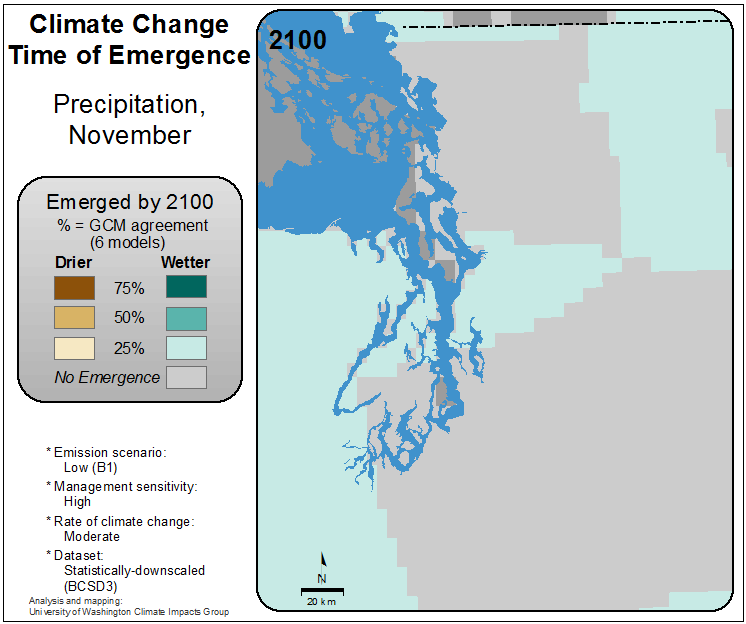 Climate Change
Time of Emergence
Precipitation,
November
Emerged by 2100
% = GCM agreement
(6 models)
Drier Wetter
75%
50%
25%
No Emergence
* Emission scenario:
Low (B1)
* Management sensitivity:
High
* Rate of climate change:
Moderate
* Dataset:
Statistically-downscaled
(BCSD3)
Analysis and mapping:
University of Washington Climate Impacts Group
2100
N
20 km